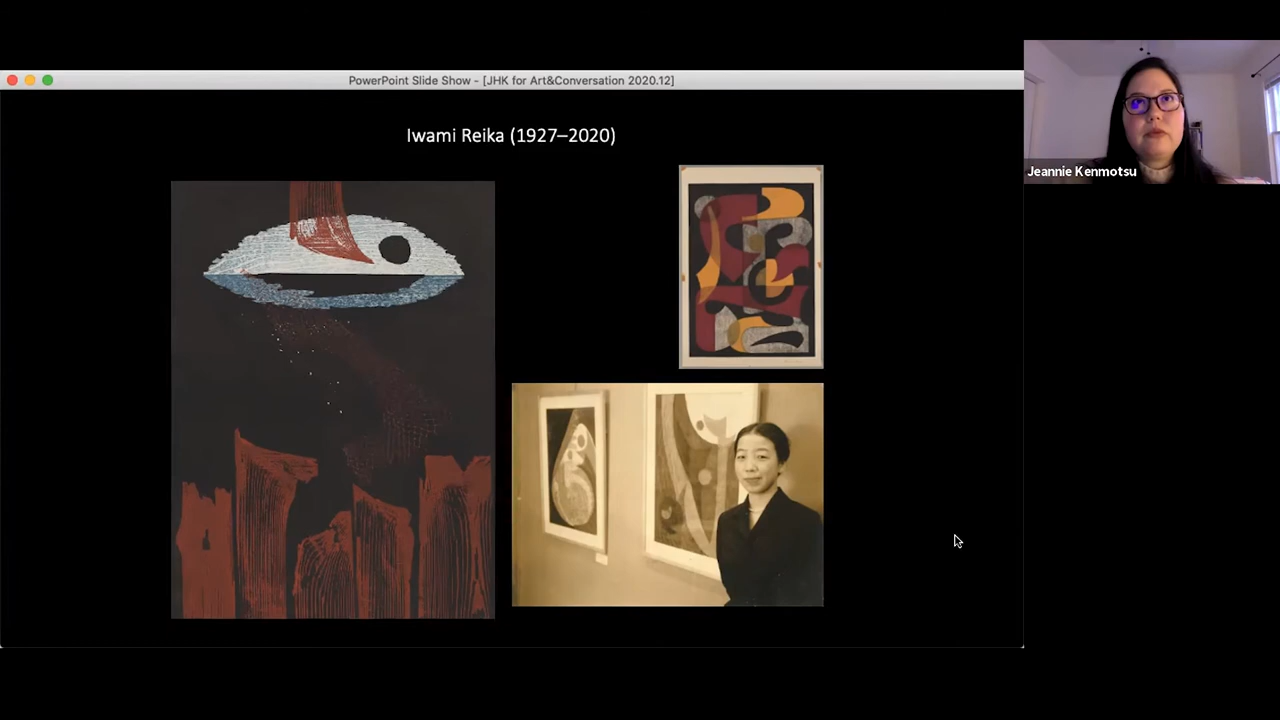 PowerPoint Slide Show - [JHK for Art&Conversation 2020.12]
Iwami Reika (1927–2020)
Jeannie Kenmotsu